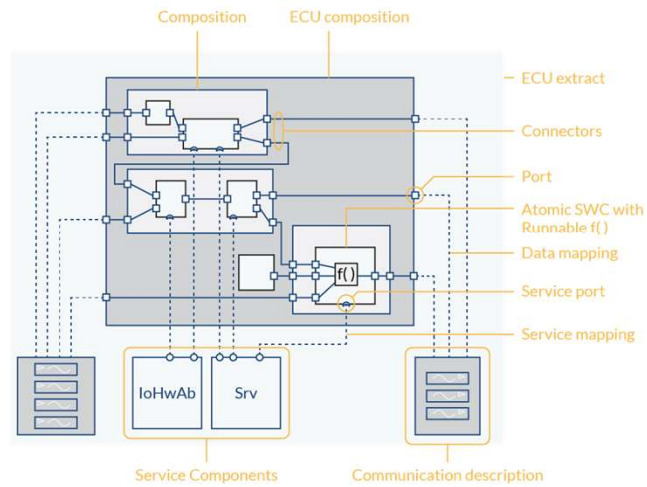 Composition
ECU composition
ECU extract
Connectors
Port
Atomic SWC with
Runnable f()
Data mapping
f()
Service port
Service mapping
IoHwAb
Srv
Service Components
Communication description